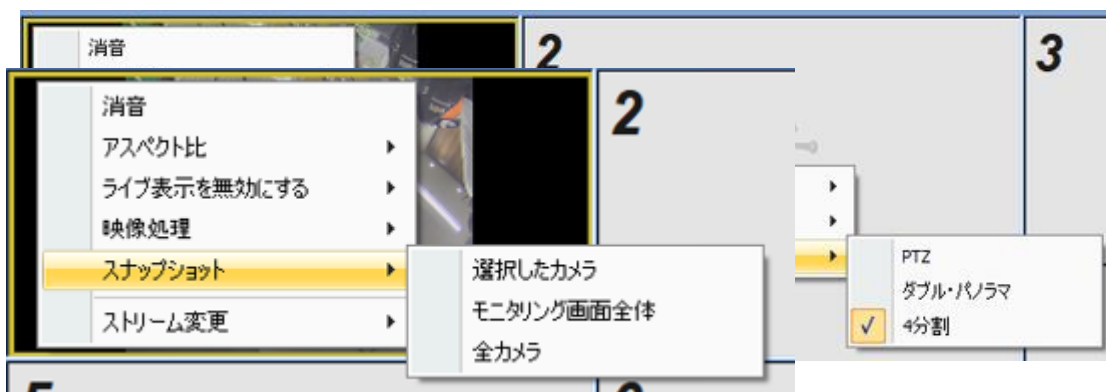 消音
2
3
消音
アスペクト比
ライブ表示を無効にする
映像処理
スナップショット
ストリーム変更
2
選択したカメラ
モニタリング画面全体
全カメラ
PTZ
ダブル・パノラマ
4分割